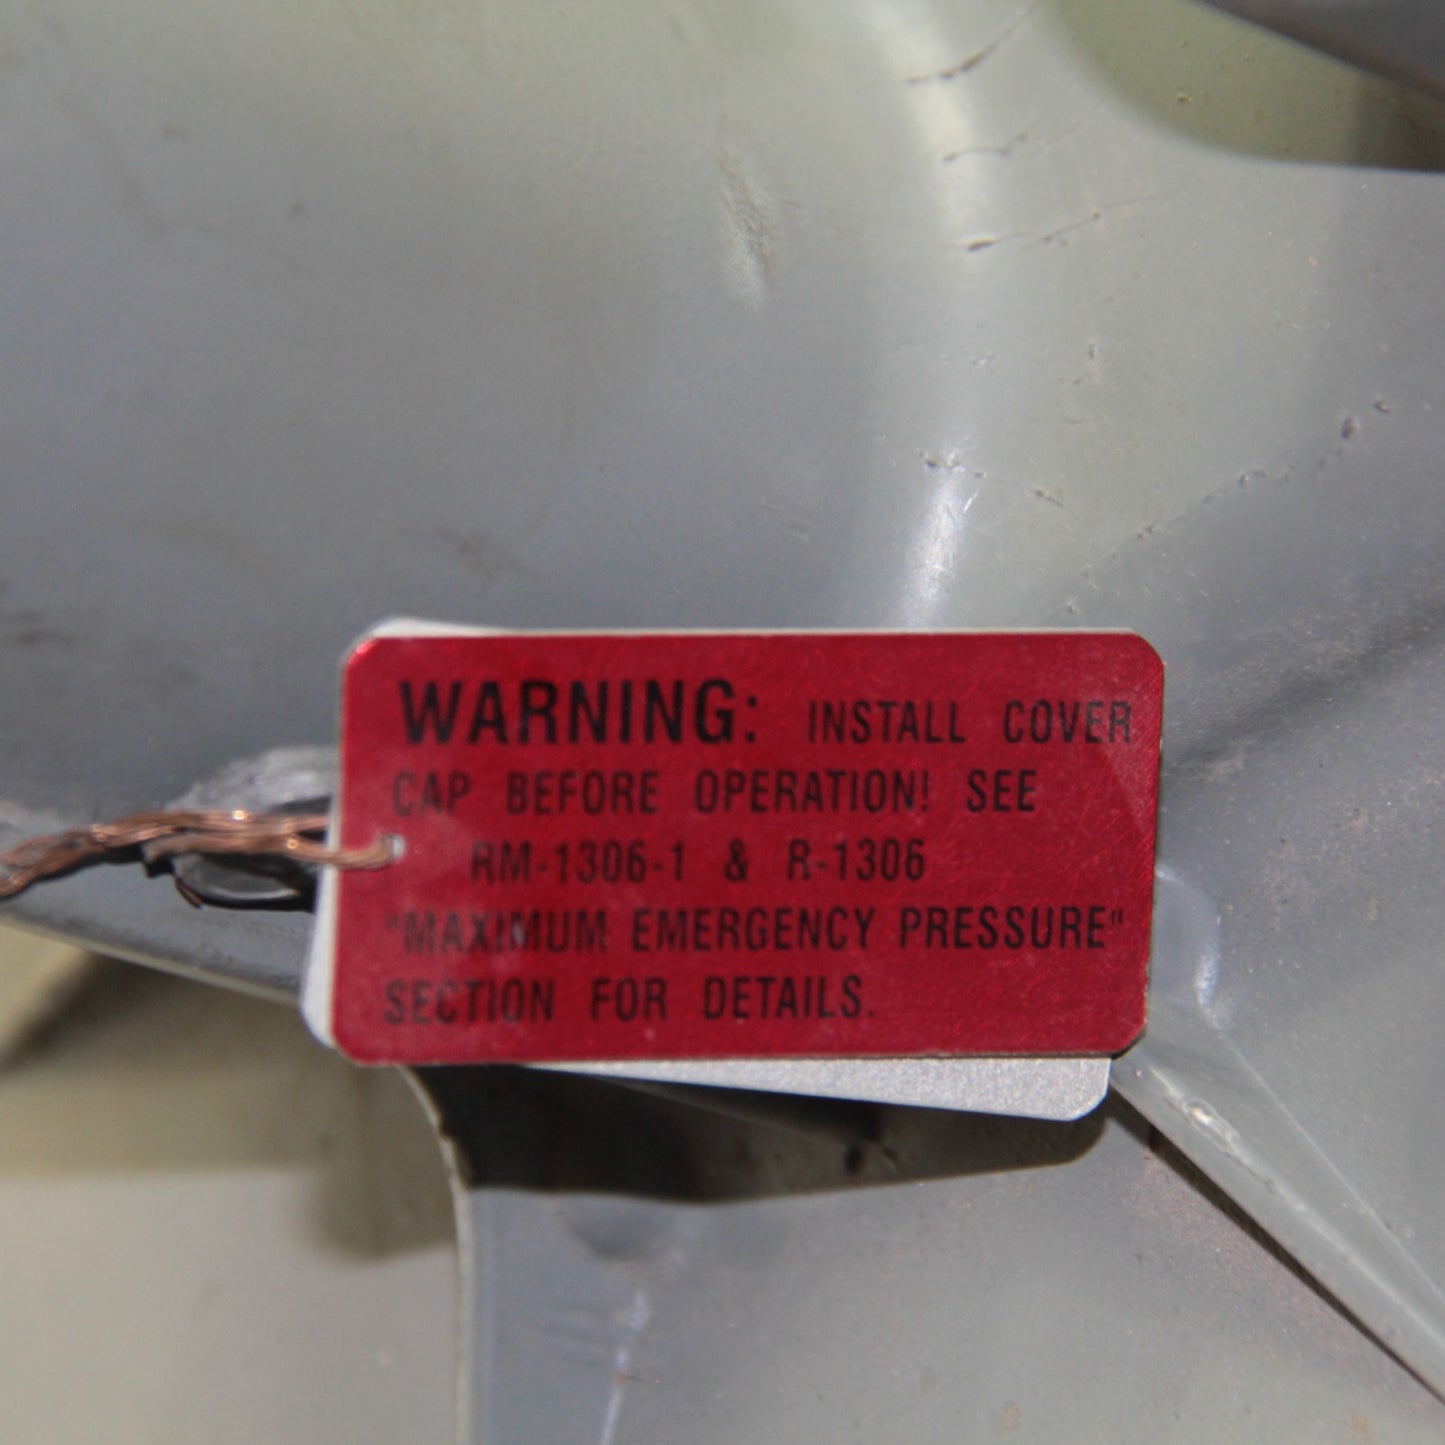 WARNING: INSTALL COVER
CAP BEFORE OPERATION! SEE
RM-1306-1 & R-1306
"MAXIMUM EMERGENCY PRESSURE"
SECTION FOR DETAILS.